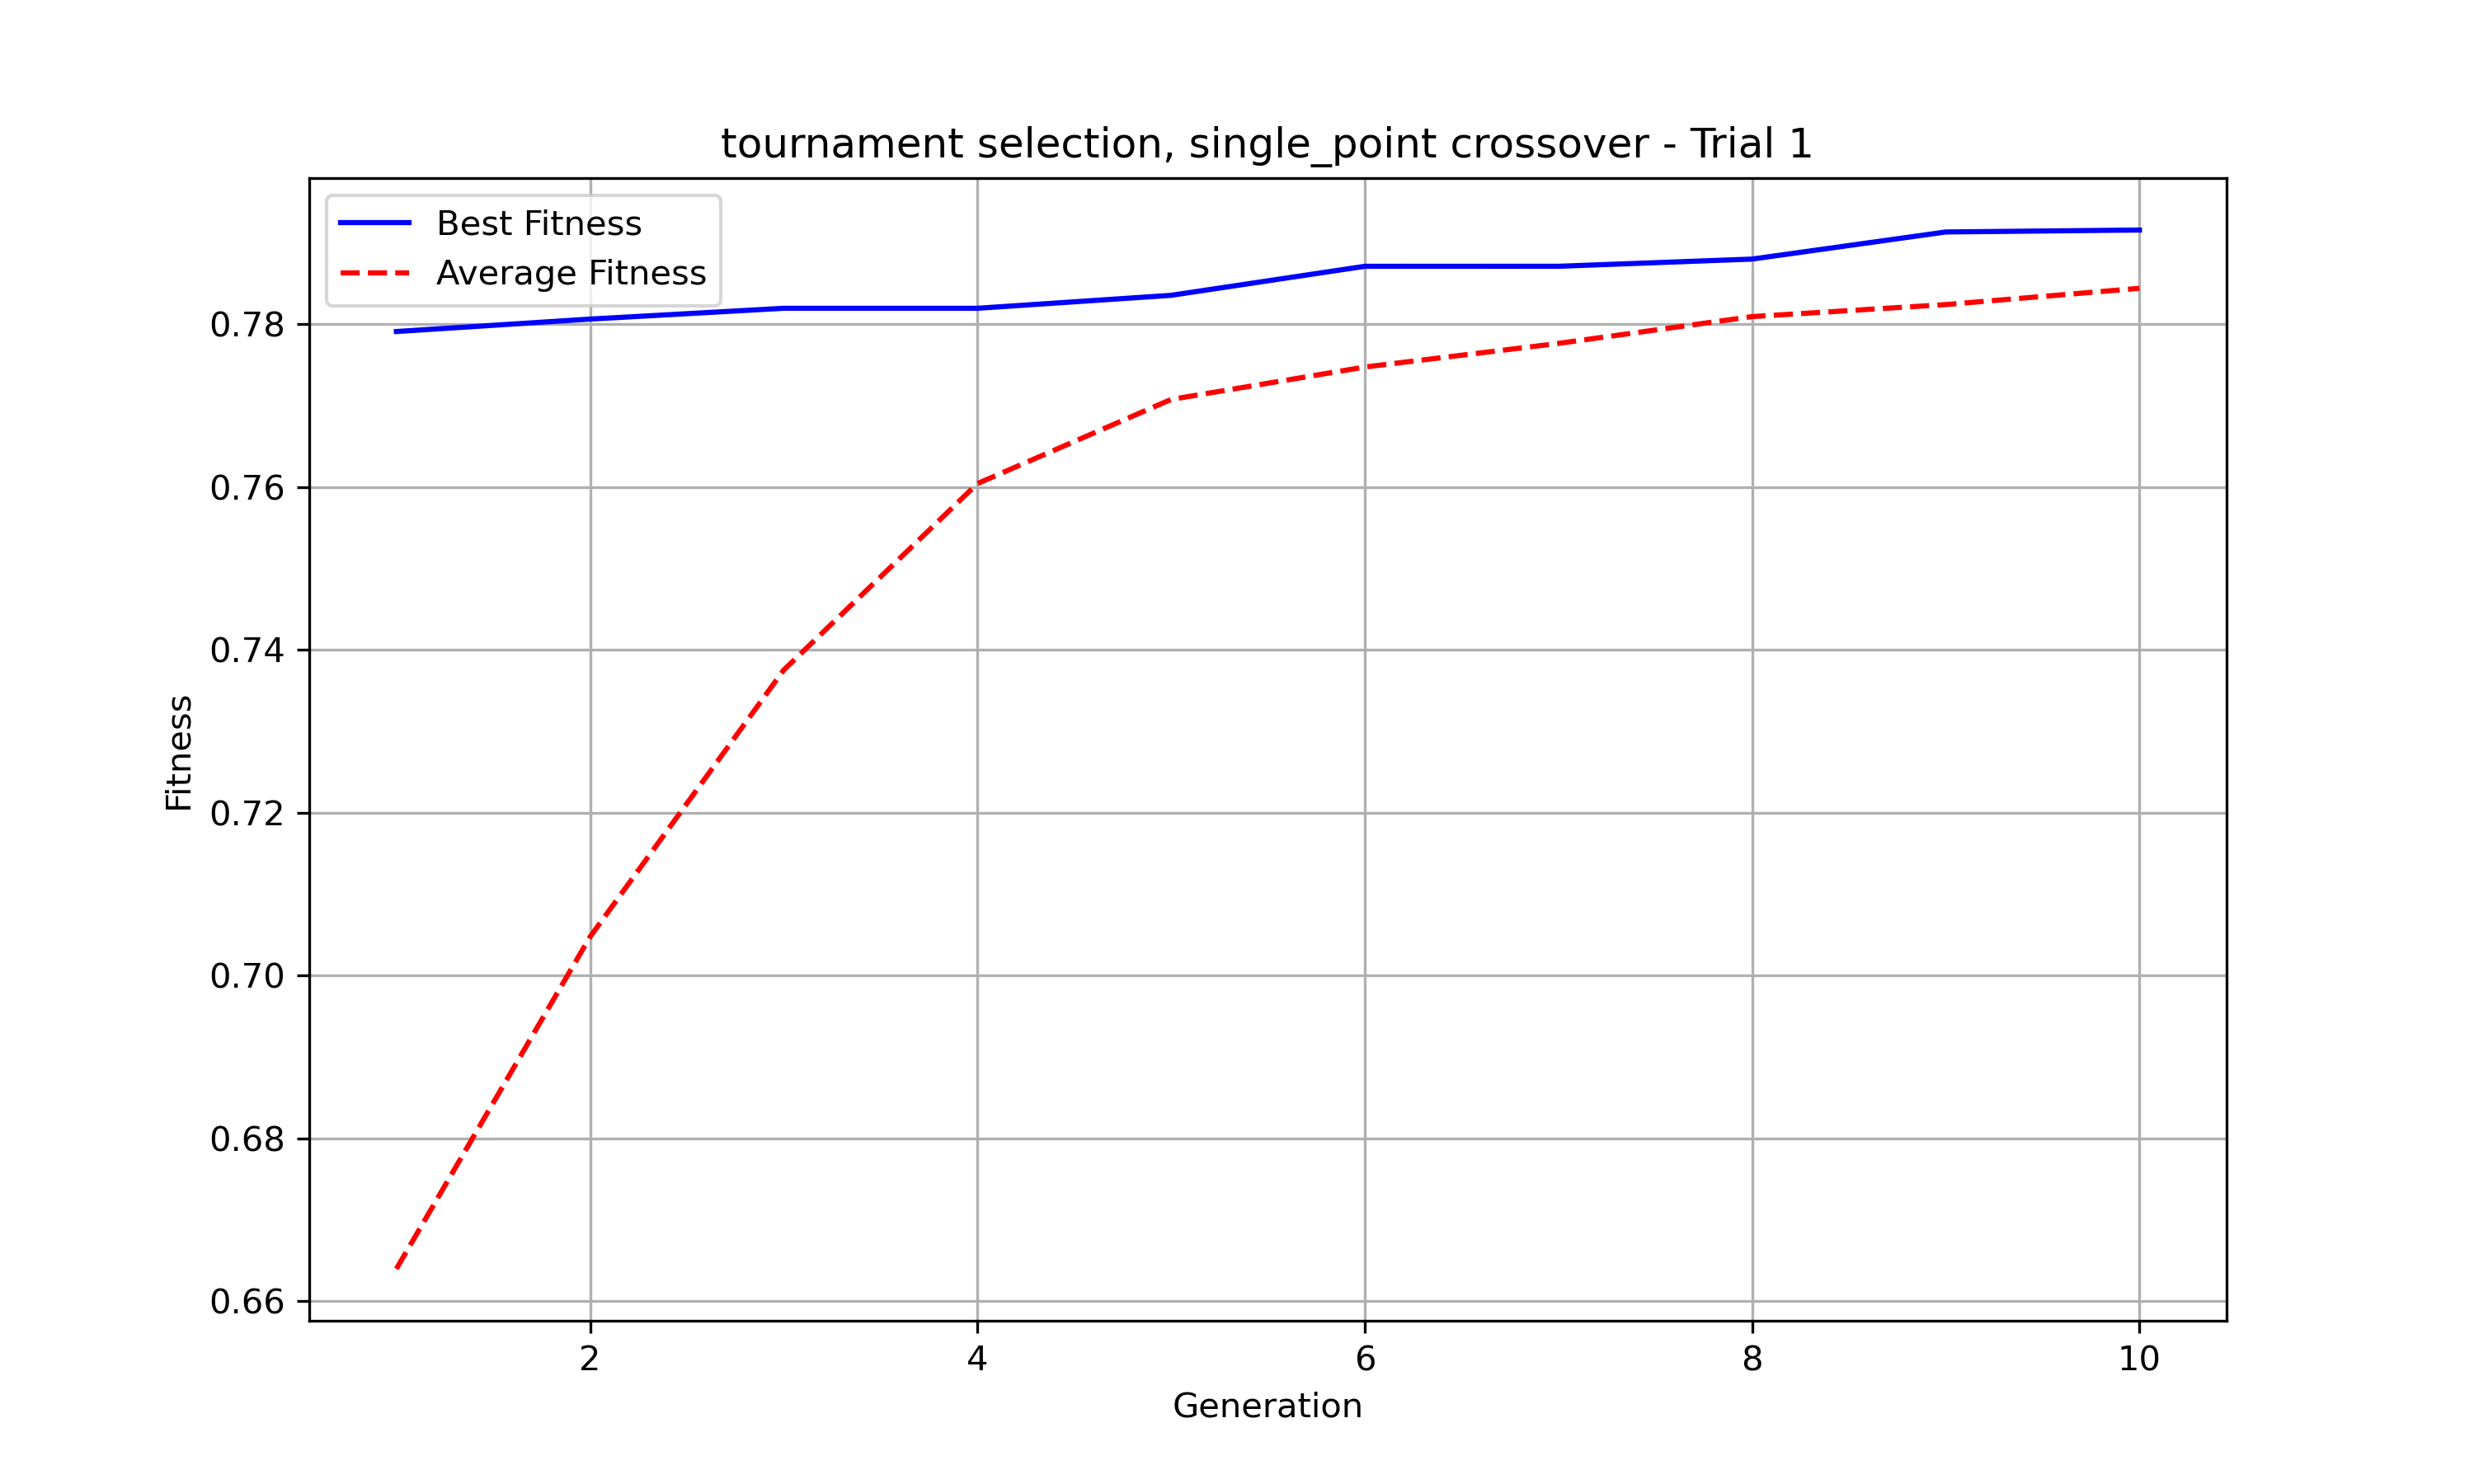 tournament selection, single_point crossover - Trial 1
Best Fitness
Average Fitness
0.78
0.76
0.74
0.72
0.70
0.68
0.66
Fitness
2 4 6 8 10
Generation